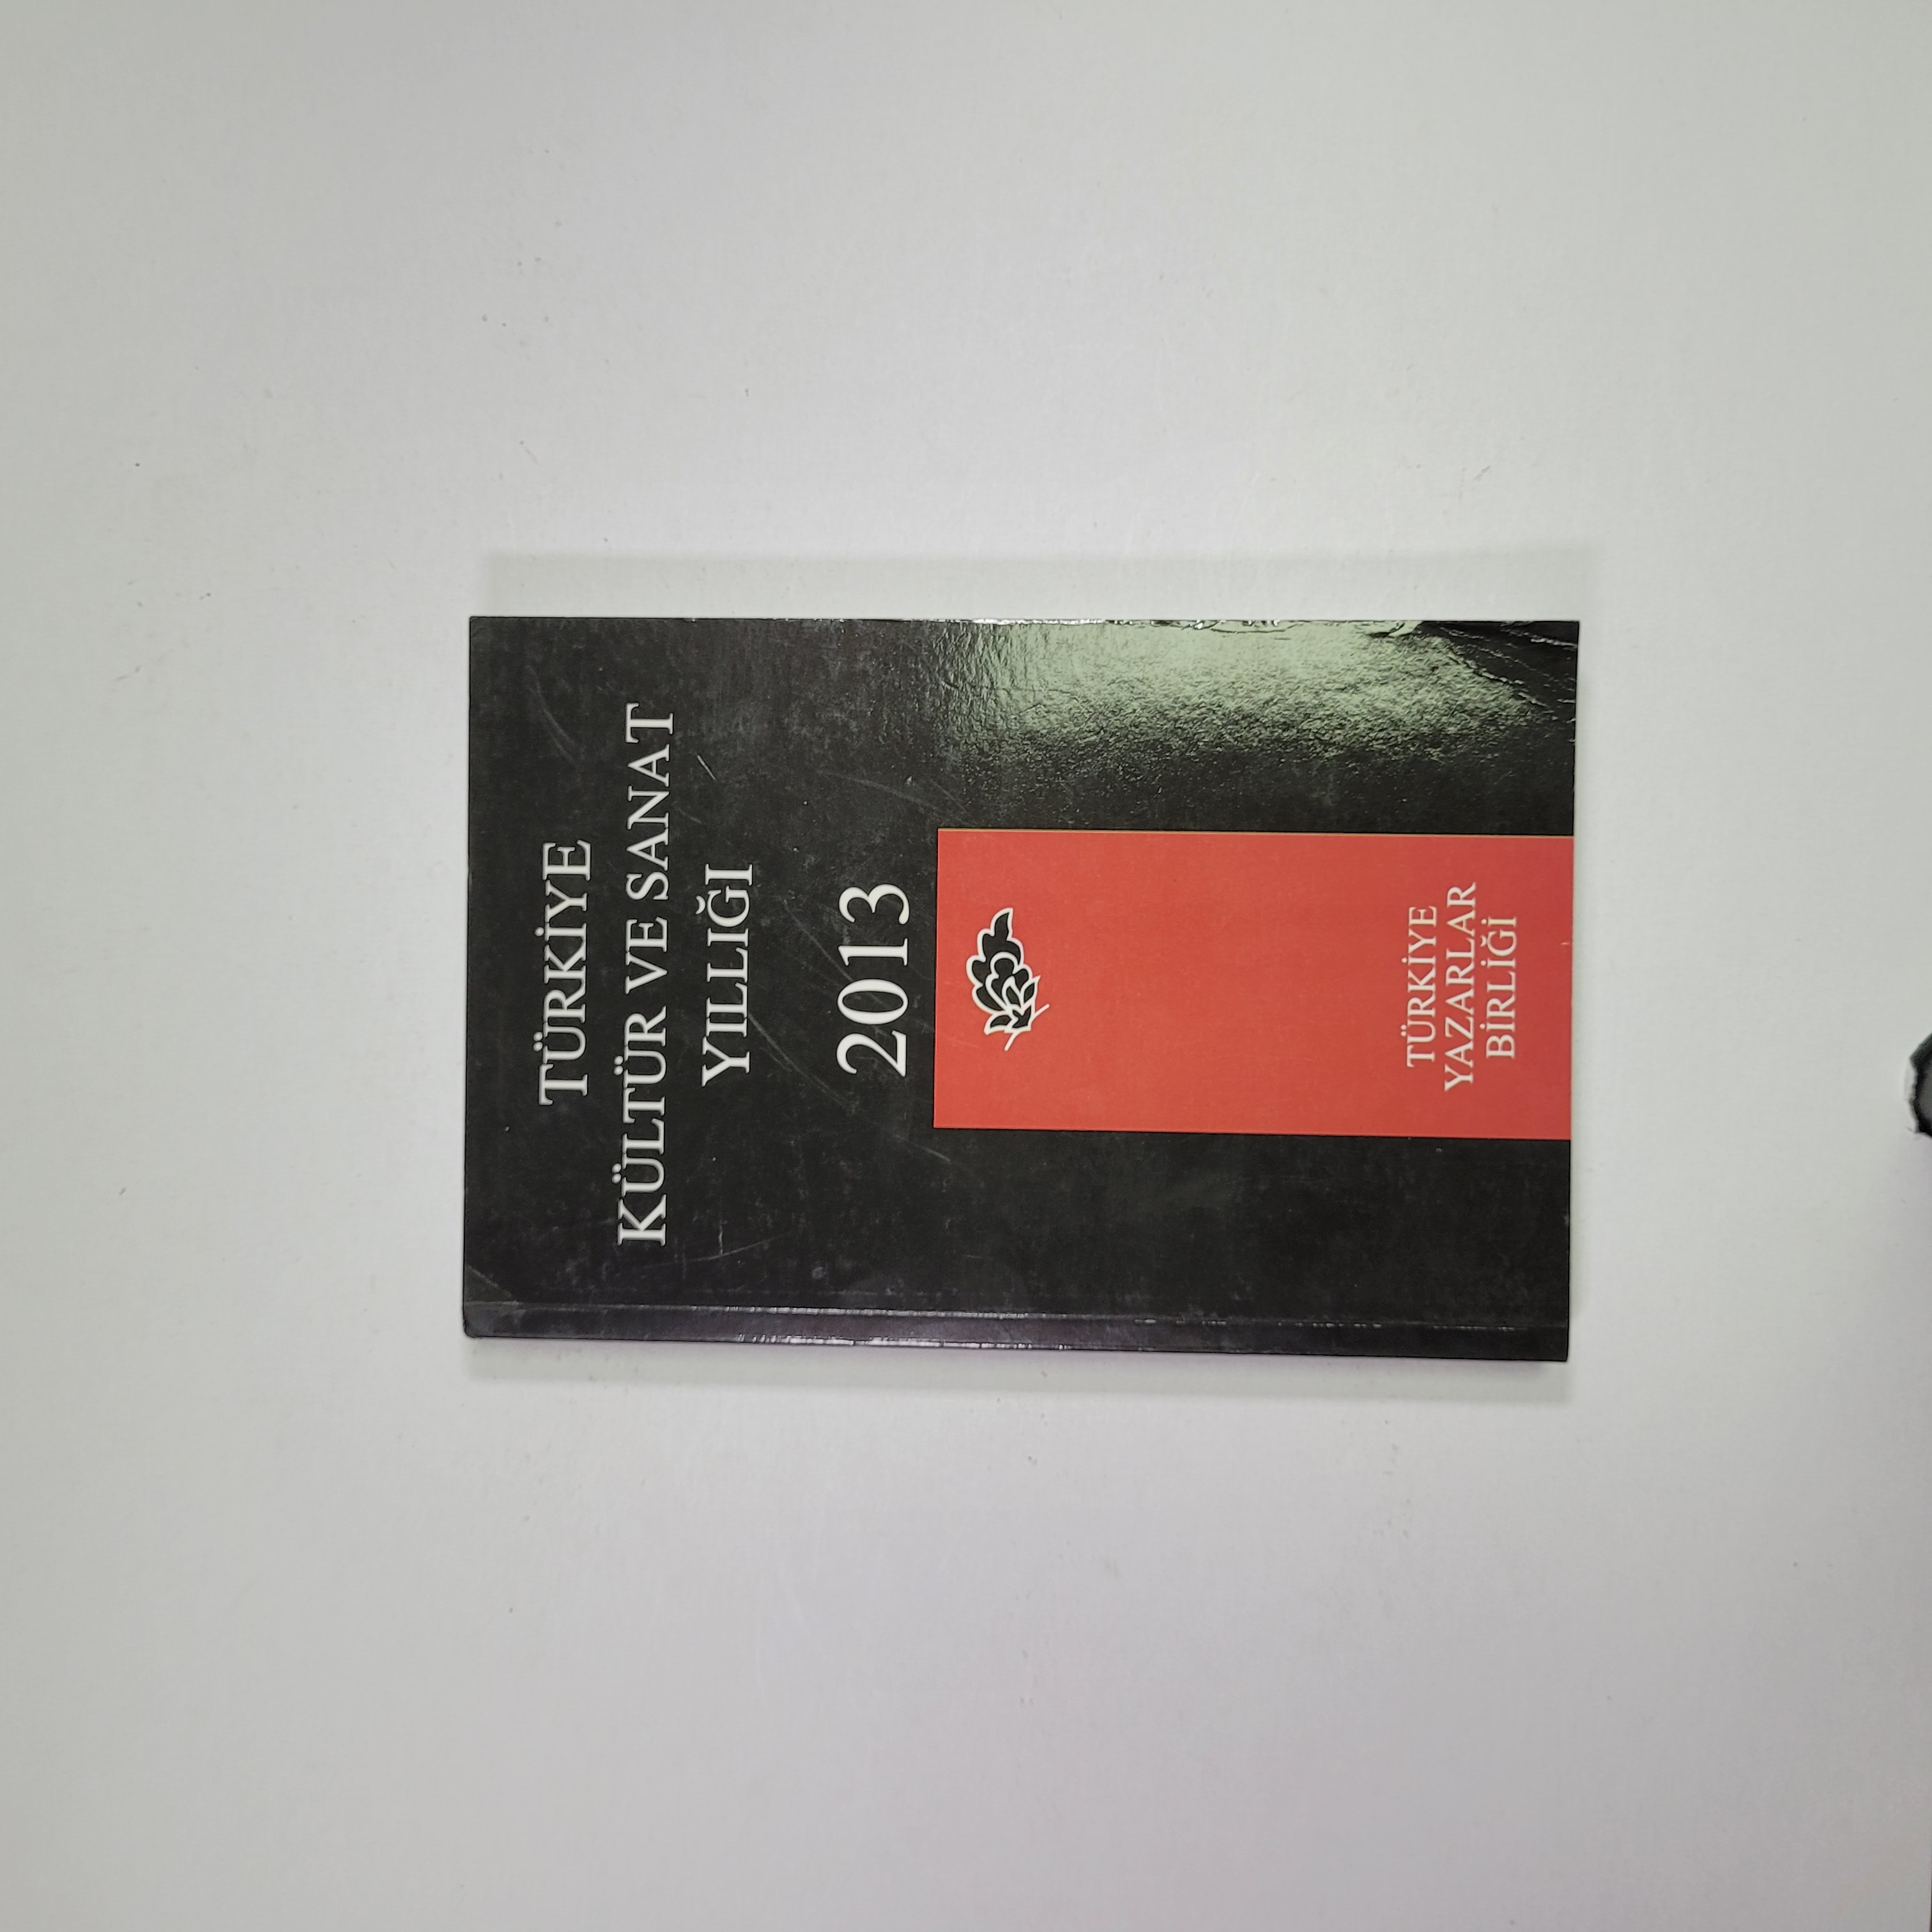 TÜRKİYE
KÜLTÜR VE SANAT
YILLIĞI
2013
TÜRKİYE
YAZARLAR
BİRLİĞİ